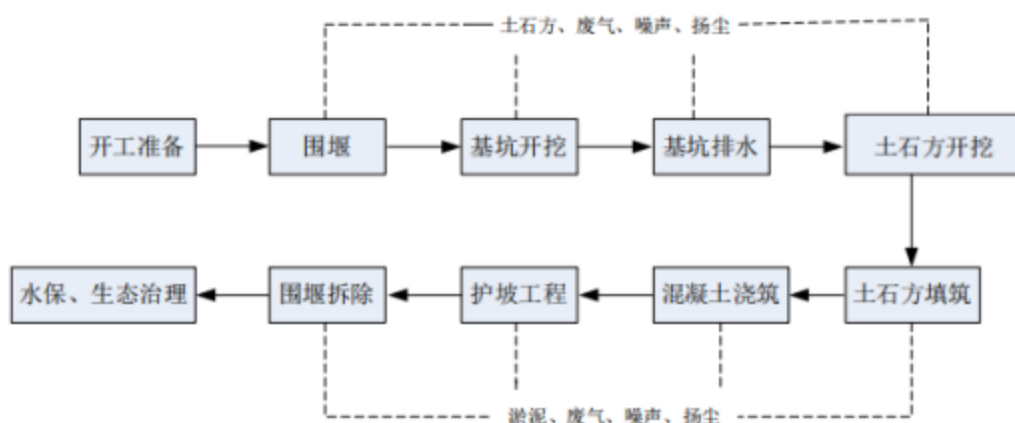 土石方、废气、噪声、扬尘
开工准备
围堰
基坑开挖
基坑排水
土石方开挖
水保、生态治理
围堰拆除
护坡工程
混凝土浇筑
土石方填筑
淤泥、废气、噪声、扬尘